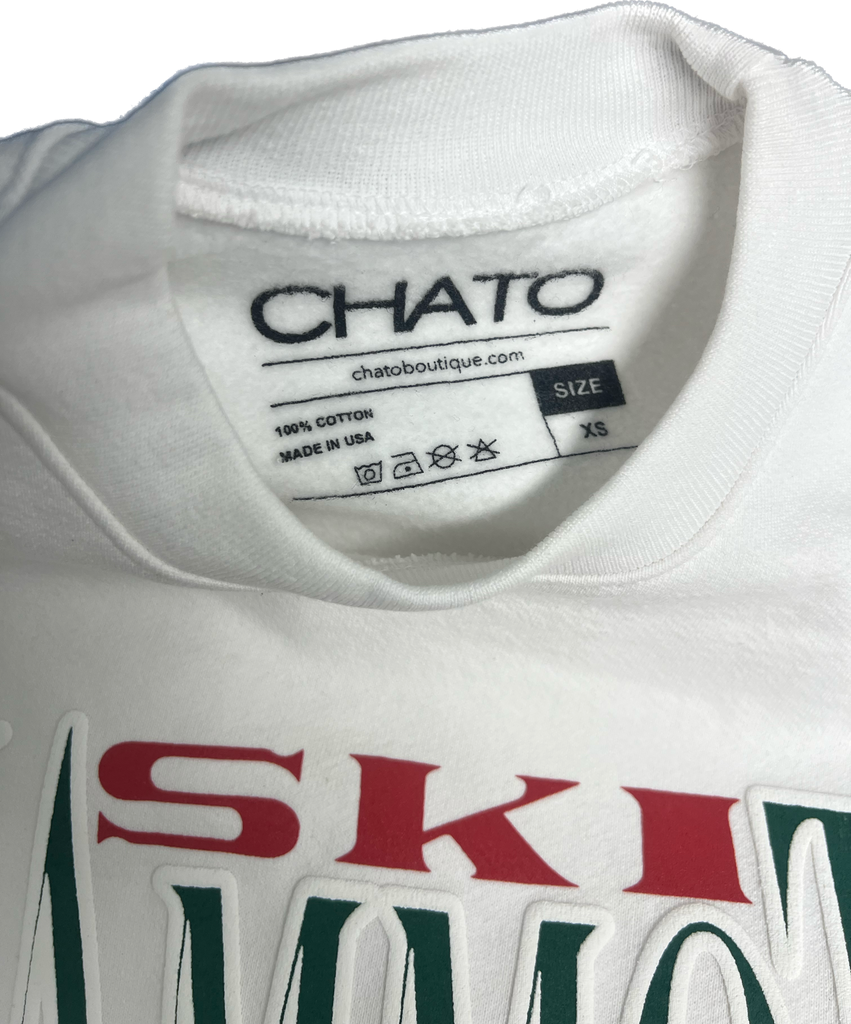 CHATO
chatoboutique.com
SIZE
100% COTTON
XS
MADE IN USA
SKI